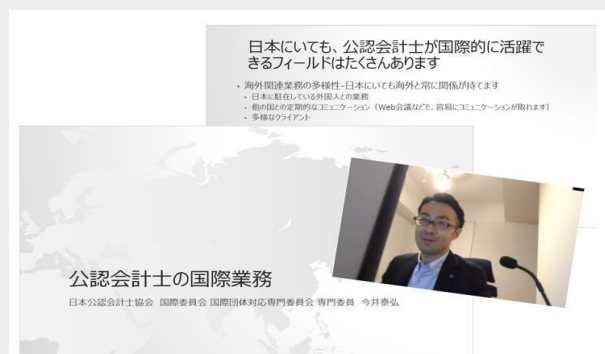 日本にいても、公認会計士が国際的に活躍で
きるフィールドはたくさんあります
・海外関連業務の多様性-日本にいても海外と常に関係が持てます
・日本に駐在している外国人との業務
・他の国との定期的なコミュニケーション（Web会議などで、容易にコミュニケーションが取れます）
・多様なクライアント
公認会計士の国際業務
日本公認会計士協会 国際委員会 国際団体対応専門委員会 専門委員 今井泰弘